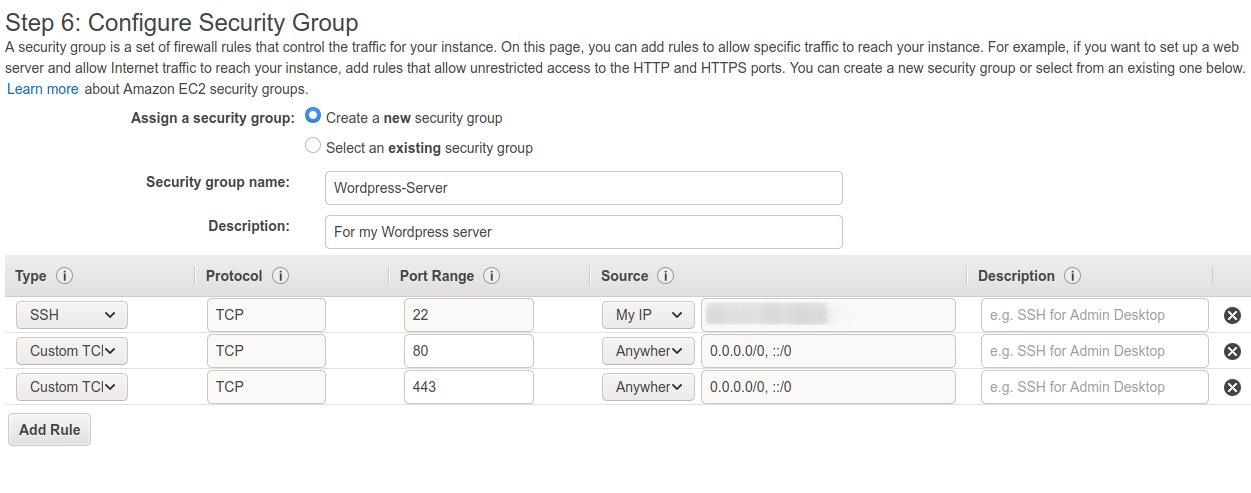 Step 6: Configure Security Group
A security group is a set of firewall rules that control the traffic for your instance. On this page, you can add rules to allow specific traffic to reach your instance. For example, if you want to set up a web
server and allow Internet traffic to reach your instance, add rules that allow unrestricted access to the HTTP and HTTPS ports. You can create a new security group or select from an existing one below.
Learn more about Amazon EC2 security groups.
Assign a security group: Create a new security group
Select an existing security group
Security group name: Wordpress-Server
Description: For my Wordpress server
Type i Protocol i Port Range i Source i Description i
SSH TCP 22 My IP e.g. SSH for Admin Desktop
Custom TCI TCP 80 Anywher 0.0.0.0/0, ::/0 e.g. SSH for Admin Desktop
Custom TCI TCP 443 Anywher 0.0.0.0/0, ::/0 e.g. SSH for Admin Desktop
Add Rule